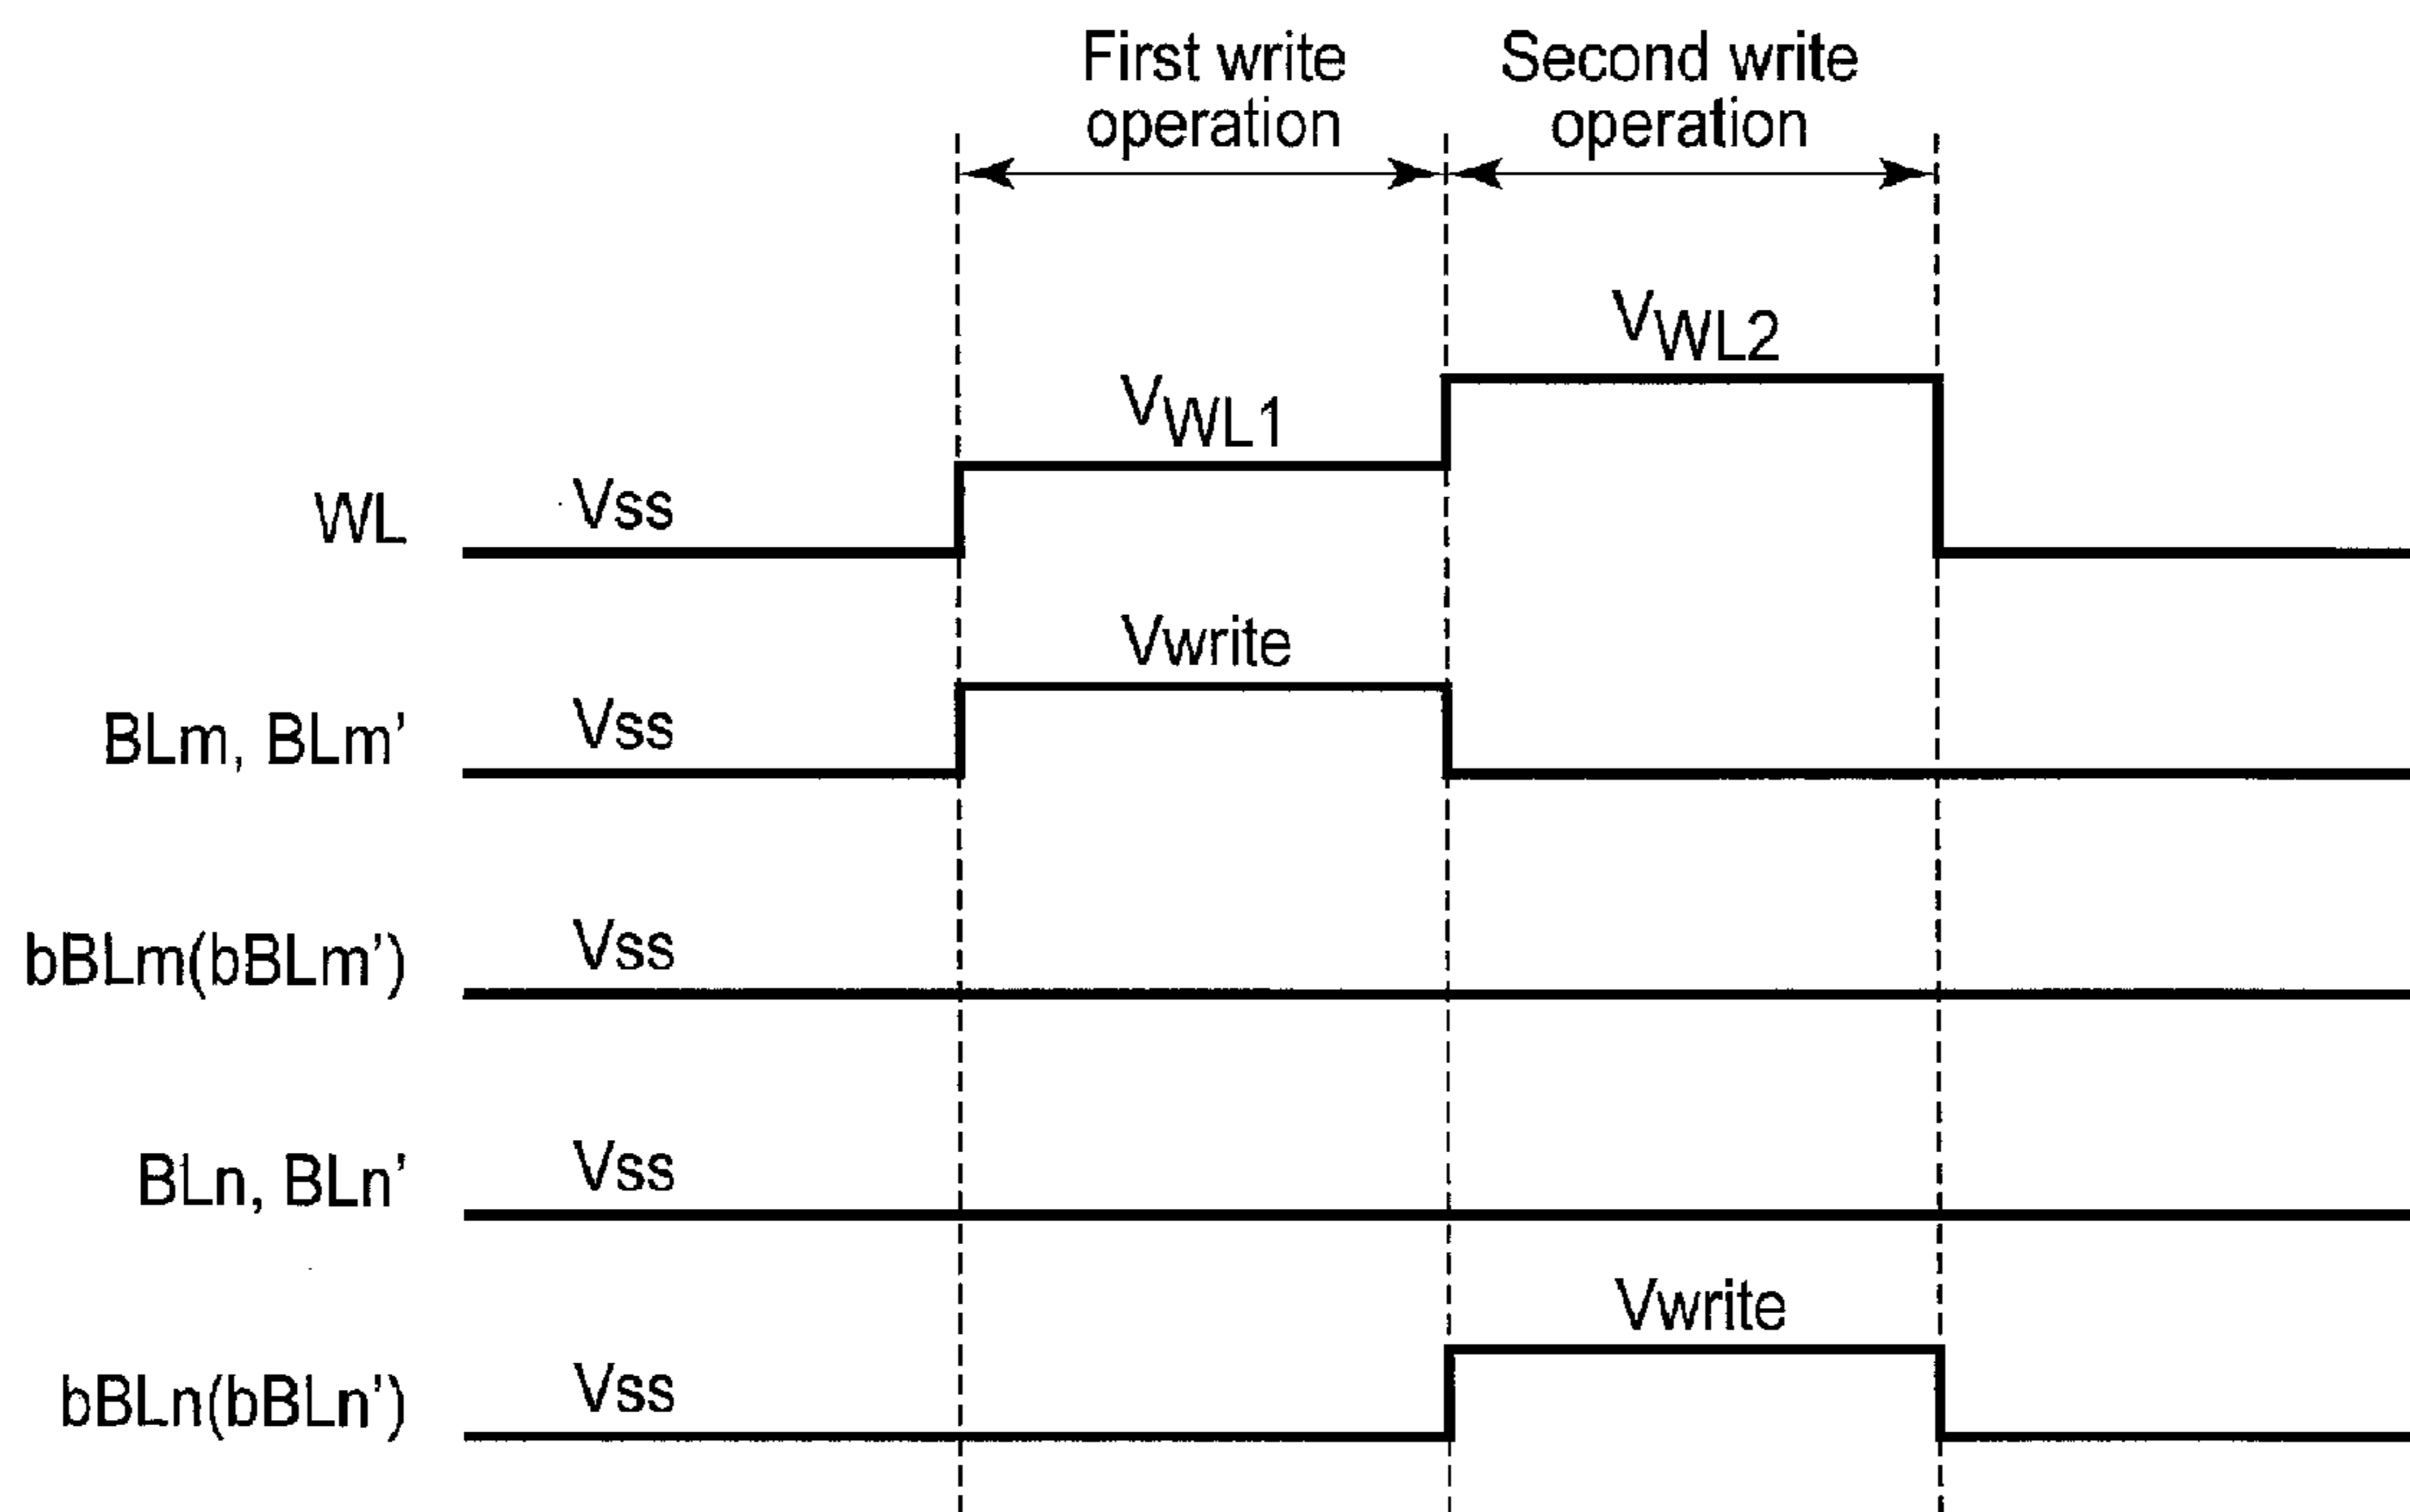 First write
operation
Second write
operation
VWL2
VWL1
WL
Vss
Vwrite
BLm, BLm’
Vss
bBLm(bBLm’)
Vss
BLn, BLn’
Vss
Vwrite
bBLn(bBLn’)
Vss